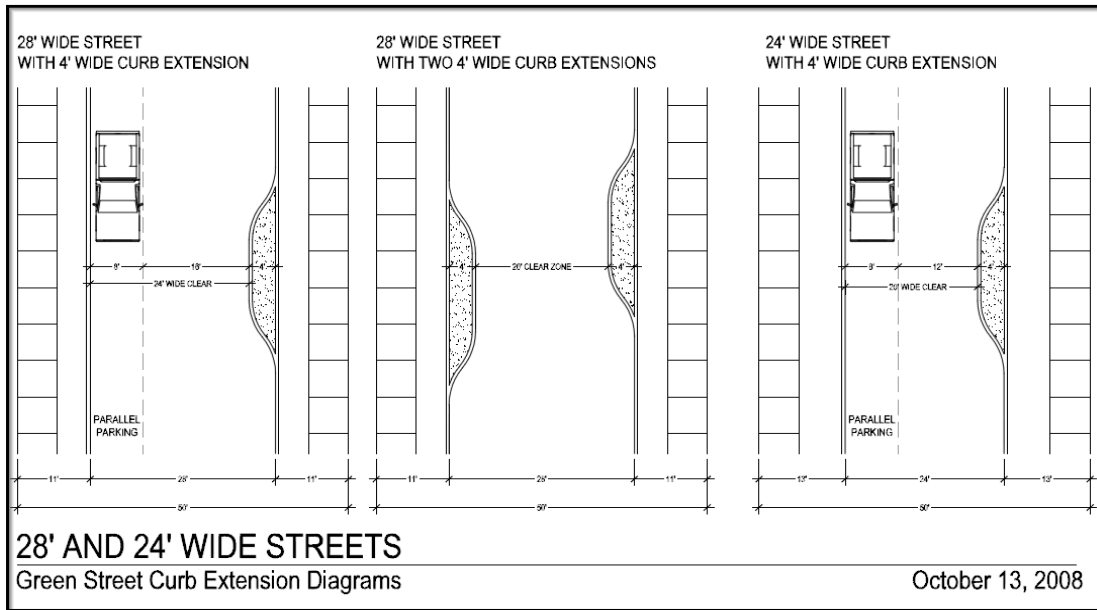 28' WIDE STREET
WITH 4' WIDE CURB EXTENSION
8'
16'
4'
24' WIDE CLEAR
PARALLEL
PARKING
11'
28'
11'
50'
28' WIDE STREET
WITH TWO 4' WIDE CURB EXTENSIONS
4'
20' CLEAR ZONE
4'
11'
28'
11'
50'
24' WIDE STREET
WITH 4' WIDE CURB EXTENSION
8'
12'
4'
20' WIDE CLEAR
PARALLEL
PARKING
13'
24'
13'
50'
28' AND 24' WIDE STREETS
Green Street Curb Extension Diagrams
October 13, 2008